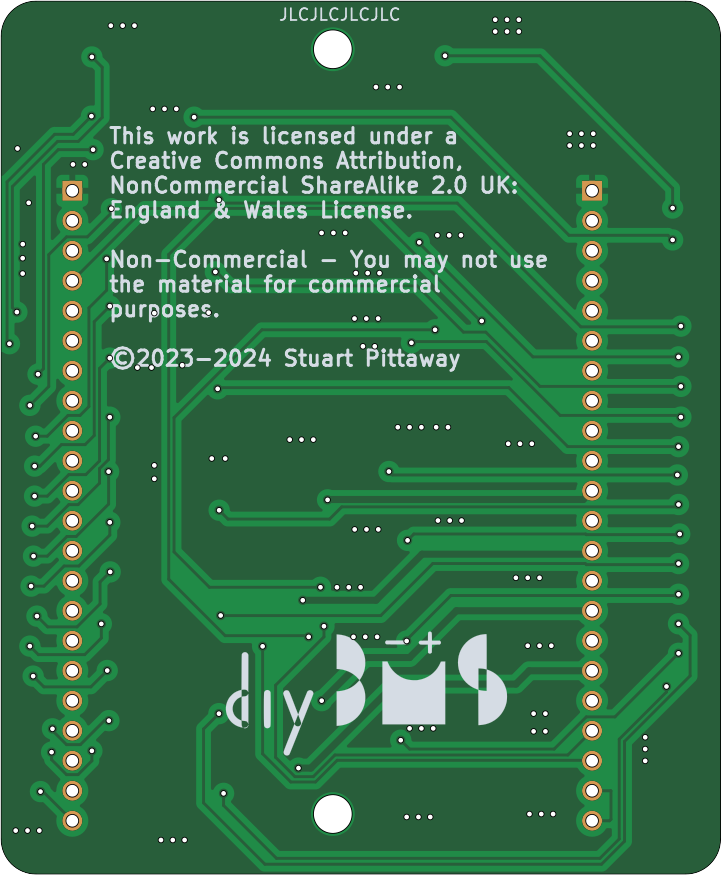 JLCJLCJLCJLC
This work is licensed under a
Creative Commons Attribution,
NonCommercial ShareAlike 2.0 UK:
England & Wales License.
Non-Commercial - You may not use
the material for commercial
purposes.
©2023-2024 Stuart Pittaway
diyBMS